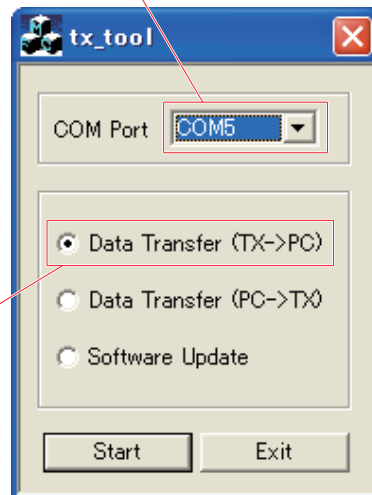 tx_tool
COM Port COM5
Data Transfer (TX->PC)
Data Transfer (PC->TX)
Software Update
Start Exit